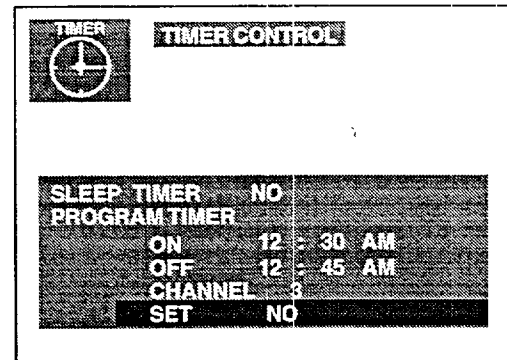 TIMER
TIMER CONTROL
SLEEP TIMER NO
PROGRAM TIMER
ON 12 : 30 AM
OFF 12 : 45 AM
CHANNEL 3
SET NO